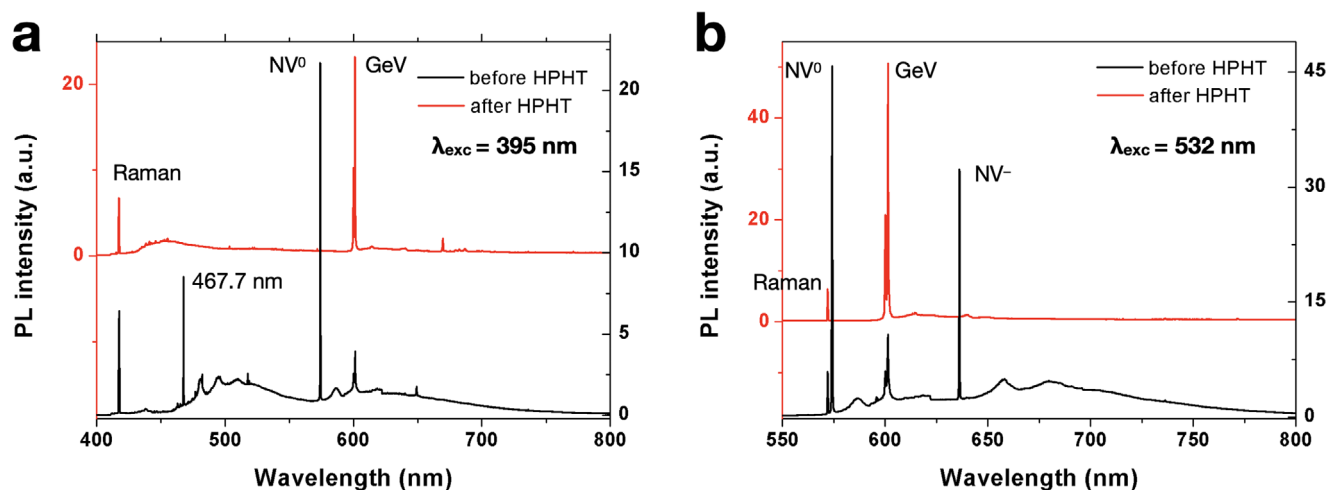 a
NV⁰
GeV
before HPHT
after HPHT
λexc = 395 nm
Raman
467.7 nm
PL intensity (a.u.)
20
0
20
15
10
5
0
400
500
600
700
800
Wavelength (nm)
b
NV⁰
GeV
before HPHT
after HPHT
λexc = 532 nm
NV⁻
Raman
PL intensity (a.u.)
40
20
0
45
30
15
0
550
600
650
700
750
800
Wavelength (nm)